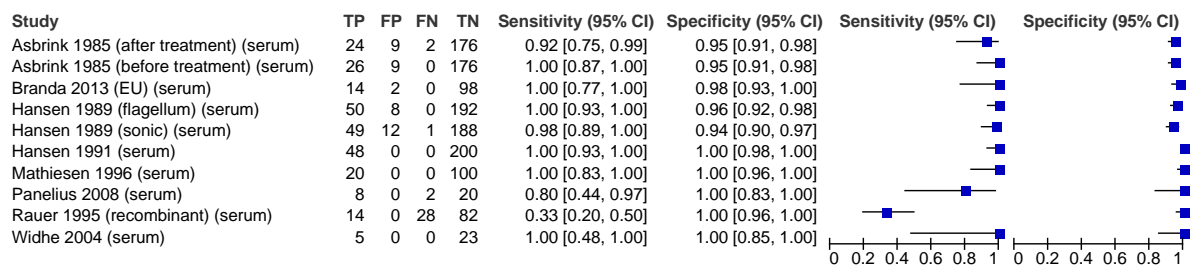 Study TP FP FN TN Sensitivity (95% CI) Specificity (95% CI) Sensitivity (95% CI) Specificity (95% CI)
Asbrink 1985 (after treatment) (serum) 24 9 2 176 0.92 [0.75, 0.99] 0.95 [0.91, 0.98]
Asbrink 1985 (before treatment) (serum) 26 9 0 176 1.00 [0.87, 1.00] 0.95 [0.91, 0.98]
Branda 2013 (EU) (serum) 14 2 0 98 1.00 [0.77, 1.00] 0.98 [0.93, 1.00]
Hansen 1989 (flagellum) (serum) 50 8 0 192 1.00 [0.93, 1.00] 0.96 [0.92, 0.98]
Hansen 1989 (sonic) (serum) 49 12 1 188 0.98 [0.89, 1.00] 0.94 [0.90, 0.97]
Hansen 1991 (serum) 48 0 0 200 1.00 [0.93, 1.00] 1.00 [0.98, 1.00]
Mathiesen 1996 (serum) 20 0 0 100 1.00 [0.83, 1.00] 1.00 [0.96, 1.00]
Panelius 2008 (serum) 8 0 2 20 0.80 [0.44, 0.97] 1.00 [0.83, 1.00]
Rauer 1995 (recombinant) (serum) 14 0 28 82 0.33 [0.20, 0.50] 1.00 [0.96, 1.00]
Widhe 2004 (serum) 5 0 0 23 1.00 [0.48, 1.00] 1.00 [0.85, 1.00]
0 0.2 0.4 0.6 0.8 1 0 0.2 0.4 0.6 0.8 1